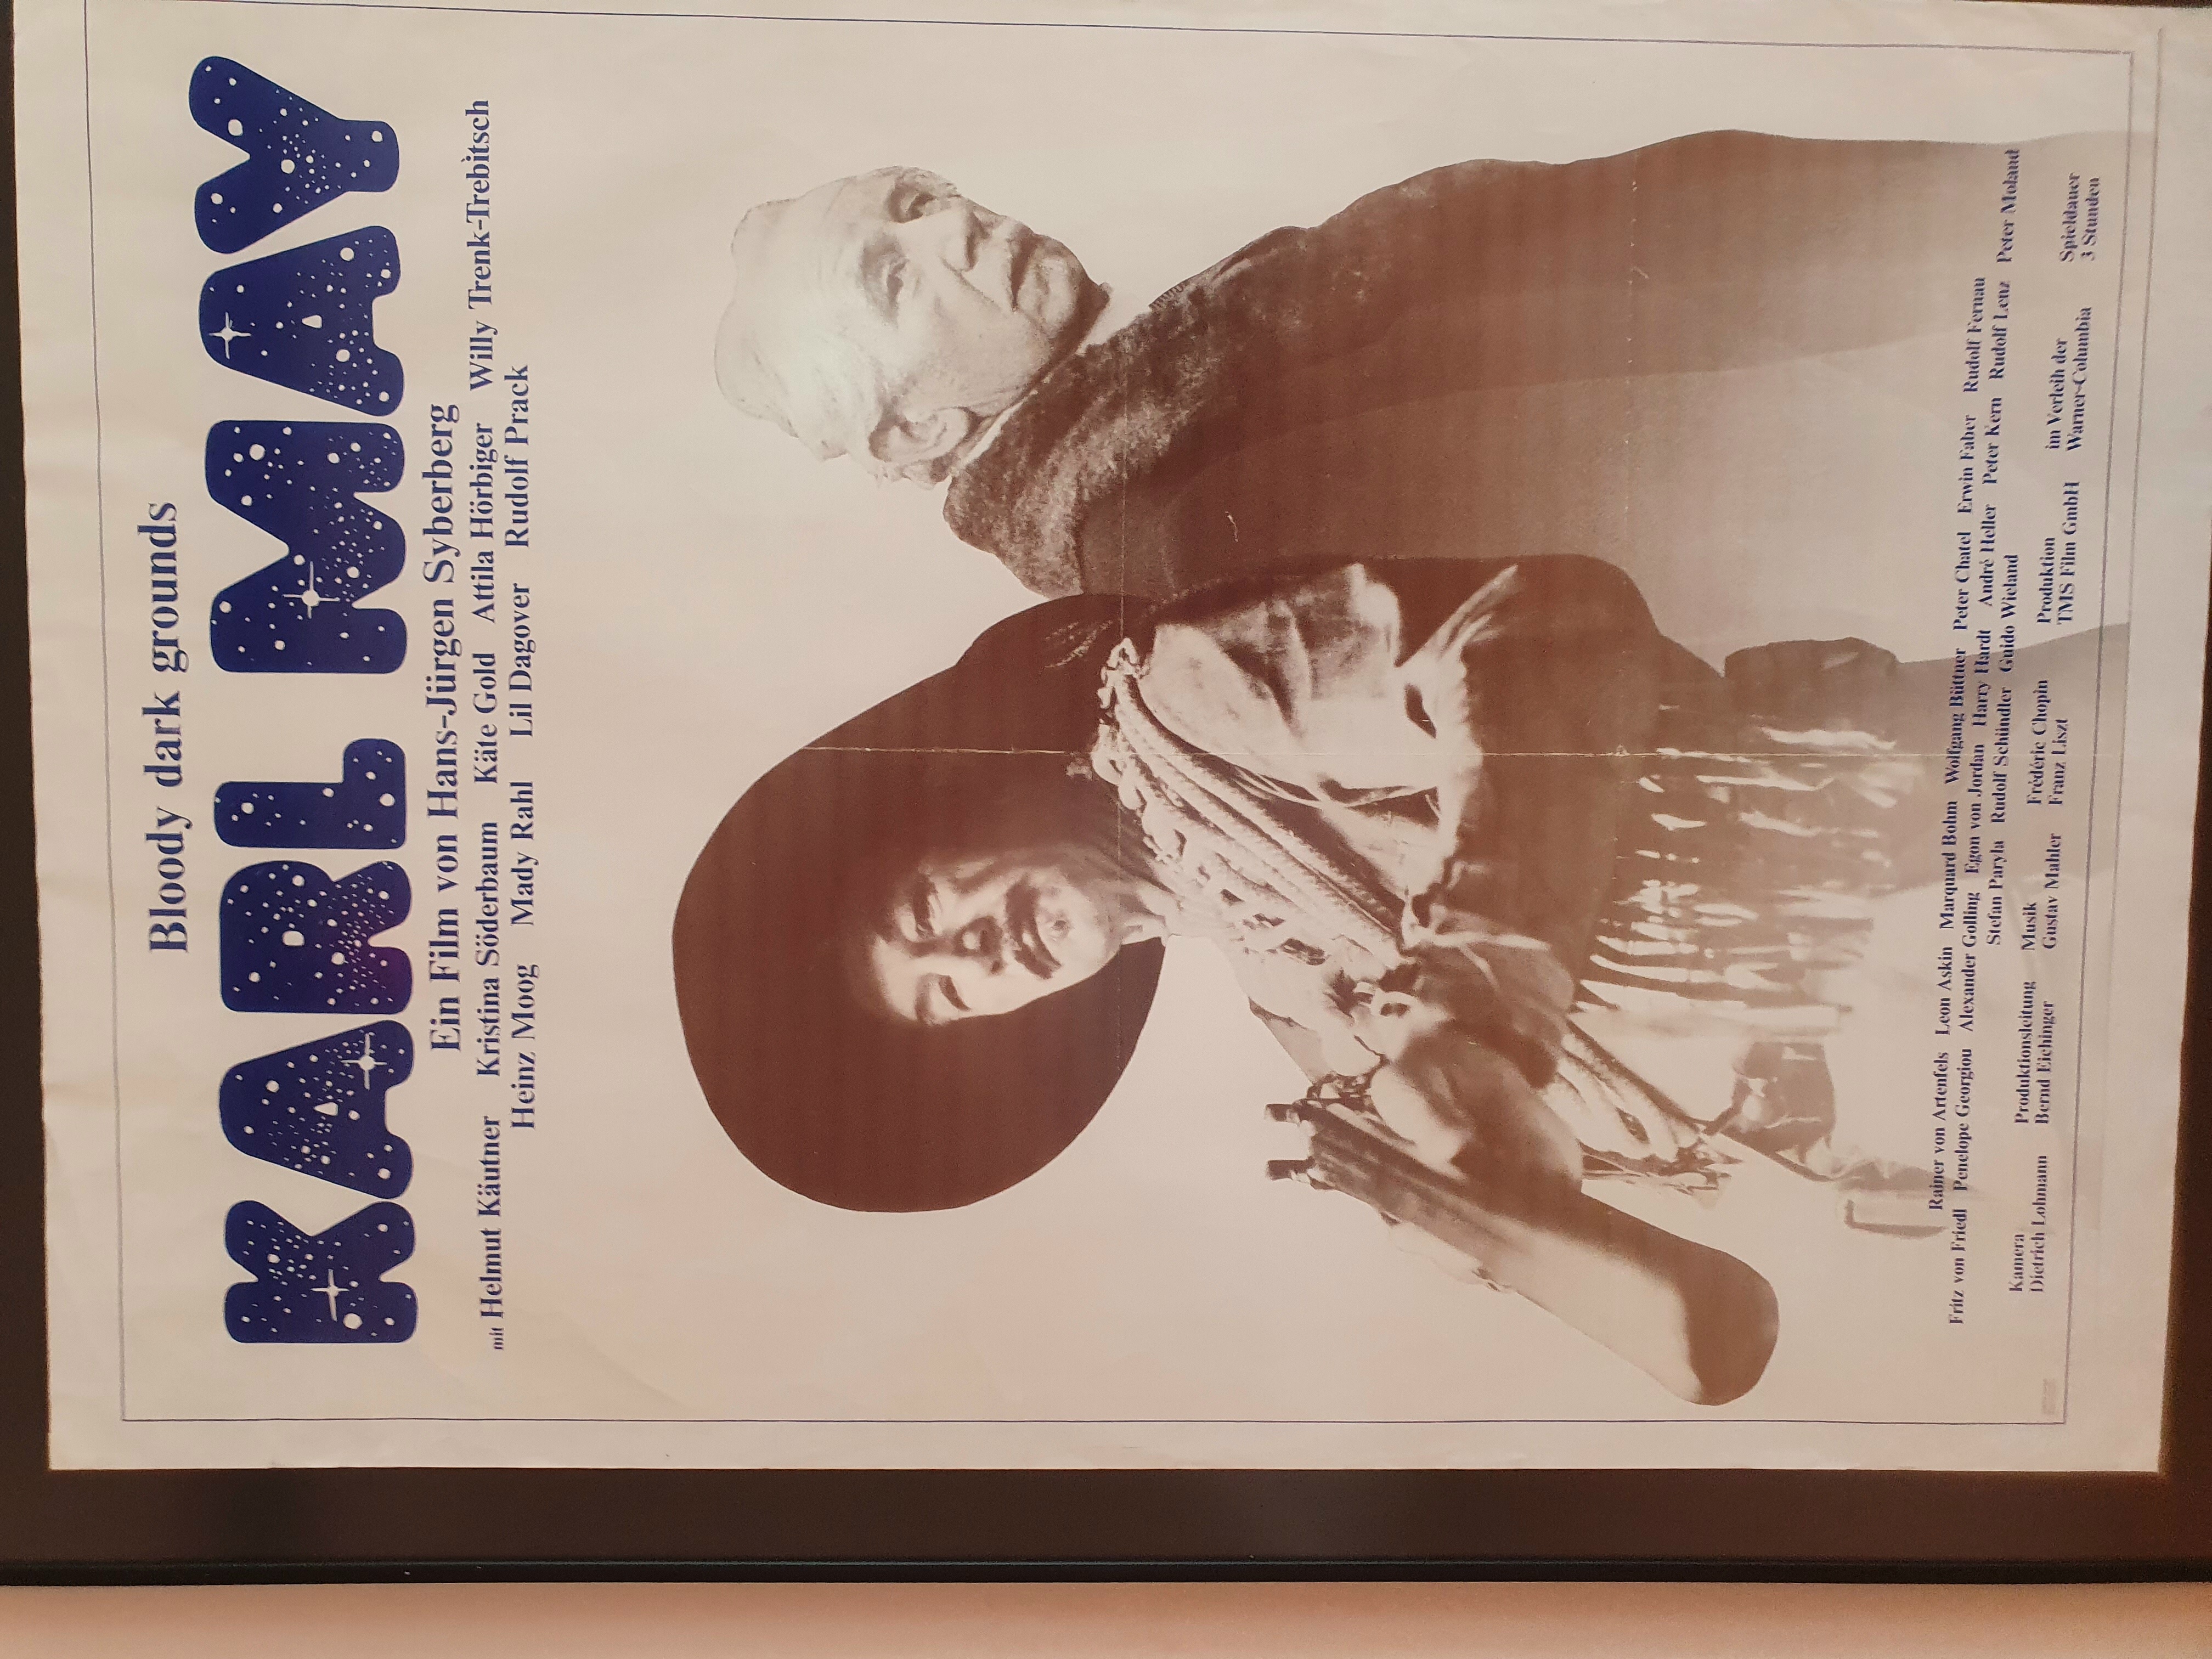 Bloody dark grounds
KARL MAY
Ein Film von Hans-Jürgen Syberberg
mit Helmut Käutner Kristina Söderbaum Käte Gold Attila Hörbiger Willy Trenk-Trebitsch
Heinz Moog Mady Rahl Lil Dagover Rudolf Prack
Rainer von Artenfels Leon Askin Marquard Bohm Wolfgang Büttner Peter Chatel Erwin Faber Rudolf Fernau
Fritz von Friedl Penelope Georgiou Alexander Golling Egon von Jordan Harry Hardt André Heller Peter Kern Rudolf Lenz Peter Moland
Stefan Paryla Rudolf Schündler Guido Wieland
Kamera
Dietrich Lohmann
Produktionsleitung
Bernd Eichinger
Musik
Gustav Mahler
Frédéric Chopin
Franz Liszt
Produktion
TMS Film GmbH
im Verleih der
Warner-Columbia
Spieldauer
3 Stunden